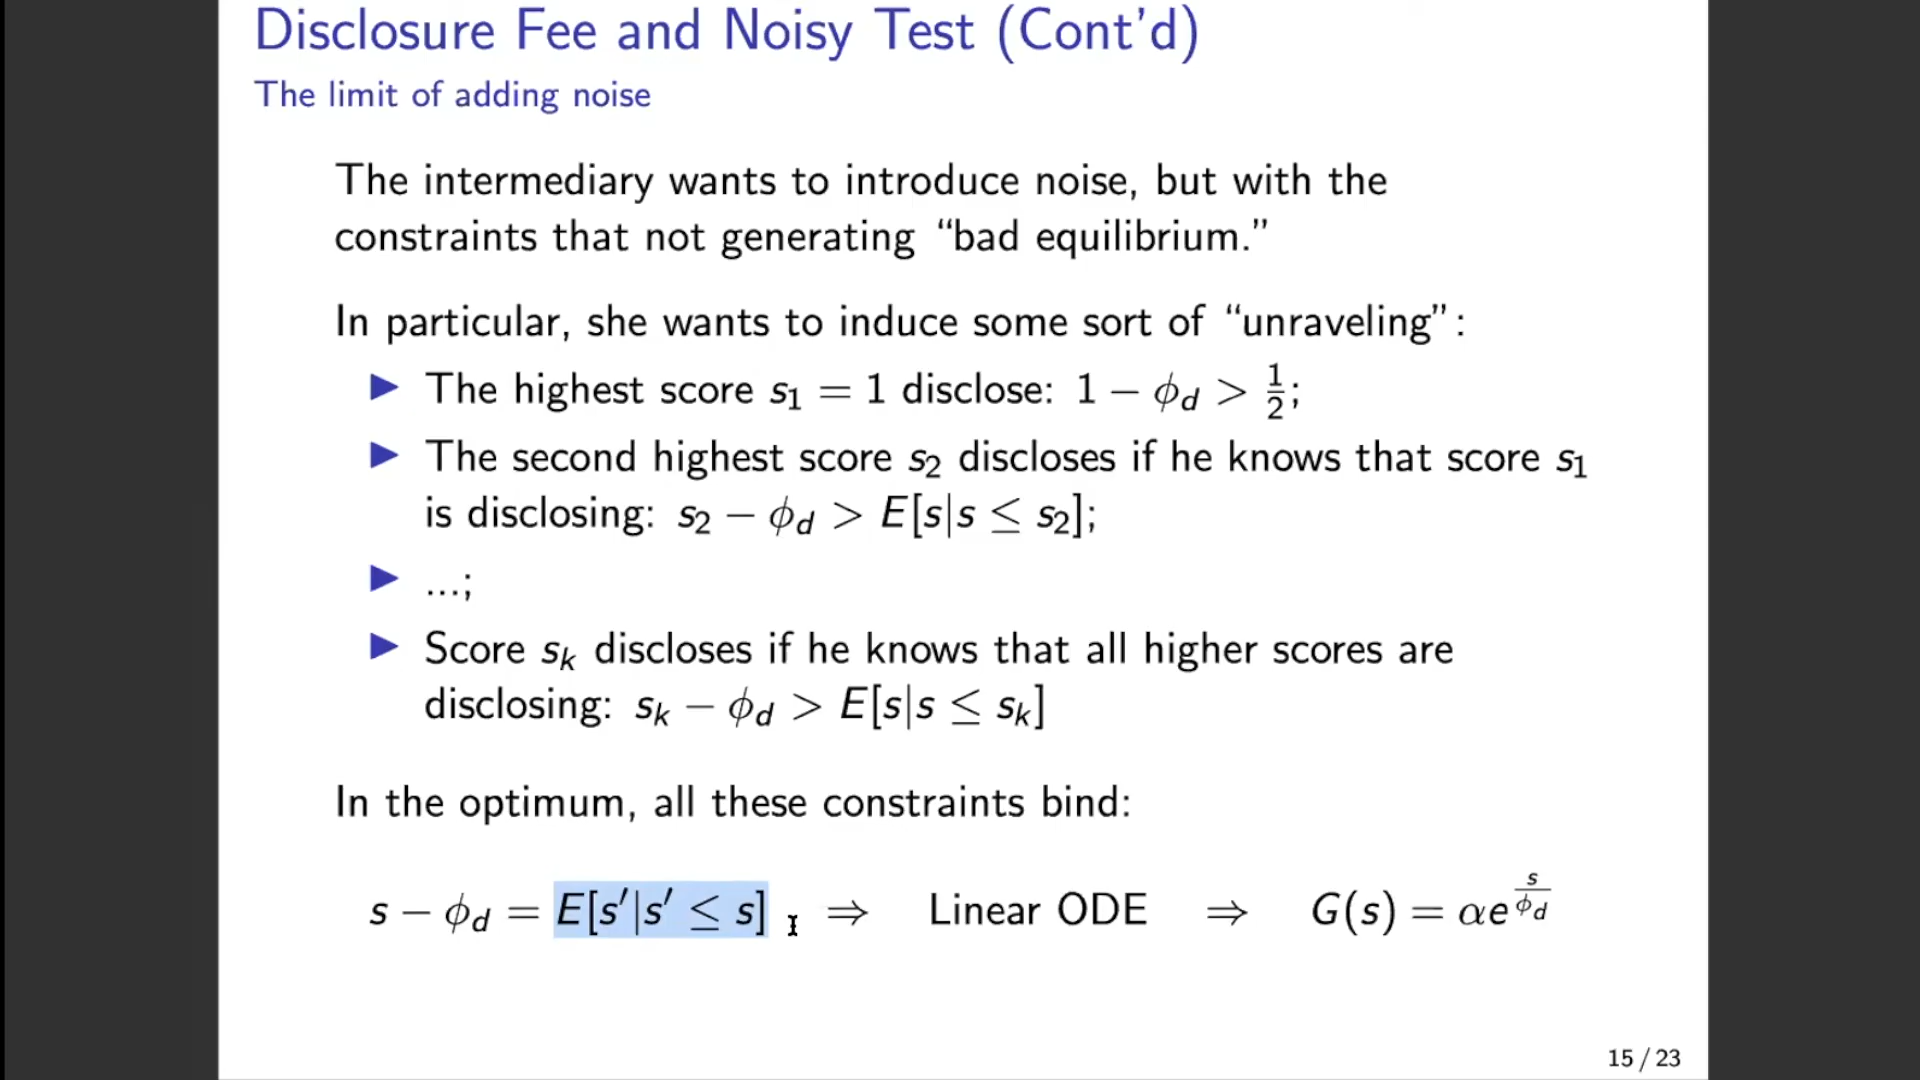 Disclosure Fee and Noisy Test (Cont'd)
The limit of adding noise
The intermediary wants to introduce noise, but with the
constraints that not generating “bad equilibrium.”
In particular, she wants to induce some sort of “unraveling”:
▶ The highest score s₁ = 1 disclose: 1 − ϕ_d > 1/2;
▶ The second highest score s₂ discloses if he knows that score s₁
is disclosing: s₂ − ϕ_d > E[s|s ≤ s₂];
▶ ...;
▶ Score s_k discloses if he knows that all higher scores are
disclosing: s_k − ϕ_d > E[s|s ≤ s_k]
In the optimum, all these constraints bind:
s − ϕ_d = E[s′|s′ ≤ s] ⇒ Linear ODE ⇒ G(s) = αe^(s/ϕ_d)
15 / 23